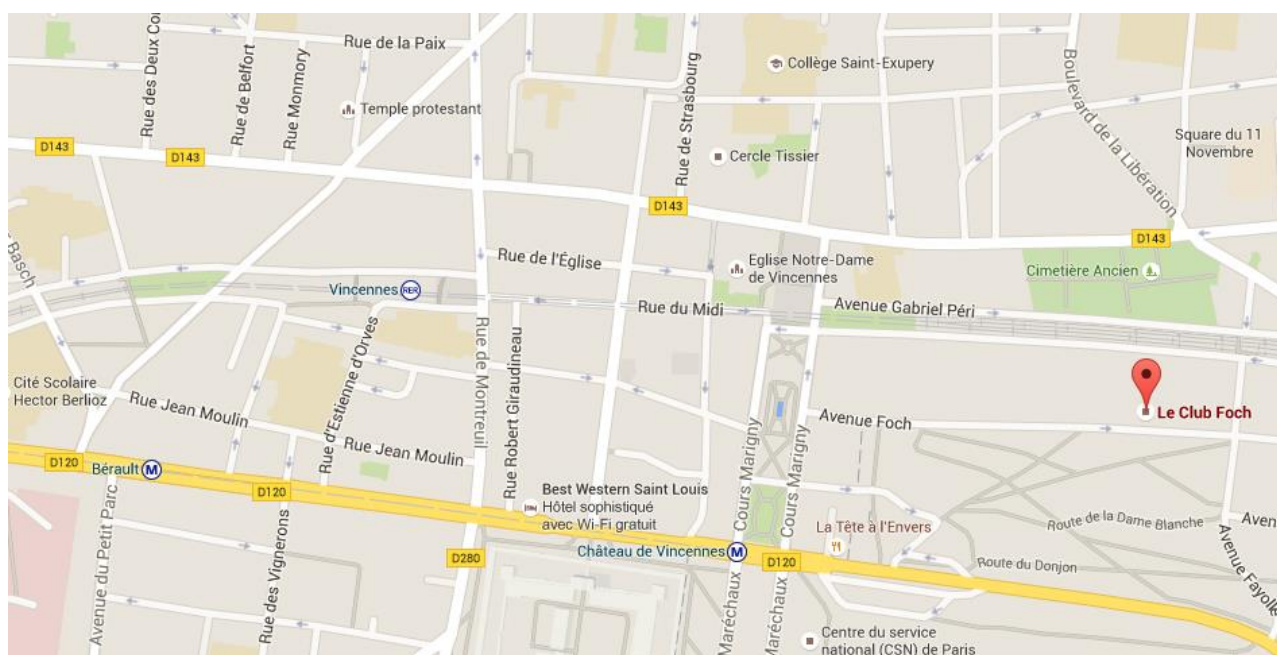 Rue de la Paix
Rue des Deux Cou
Rue de Belfort
Rue Monmory
Temple protestant
Rue de Strasbourg
Collège Saint-Exupery
Boulevard de la Libération
Square du 11
Novembre
Cercle Tissier
D143
D143
D143
D143
Basch
Rue de l'Église
Eglise Notre-Dame
de Vincennes
Cimetière Ancien
Vincennes
RER
Rue du Midi
Avenue Gabriel Péri
Rue d'Estienne d'Orves
Rue de Montreuil
Rue Robert Giraudineau
Cité Scolaire
Hector Berlioz
Rue Jean Moulin
Rue Jean Moulin
Avenue Foch
Le Club Foch
Cours Marigny
Cours Marigny
D120
Bérault
M
D120
Best Western Saint Louis
Hôtel sophistiqué
avec Wi-Fi gratuit
La Tête à l'Envers
Route de la Dame Blanche
Aven
Avenue du Petit Parc
Rue des Vignerons
D280
Château de Vincennes
M
D120
Route du Donjon
Avenue Fayolle
Aven
Maréchaux
Maréchaux
Centre du service
national (CSN) de Paris